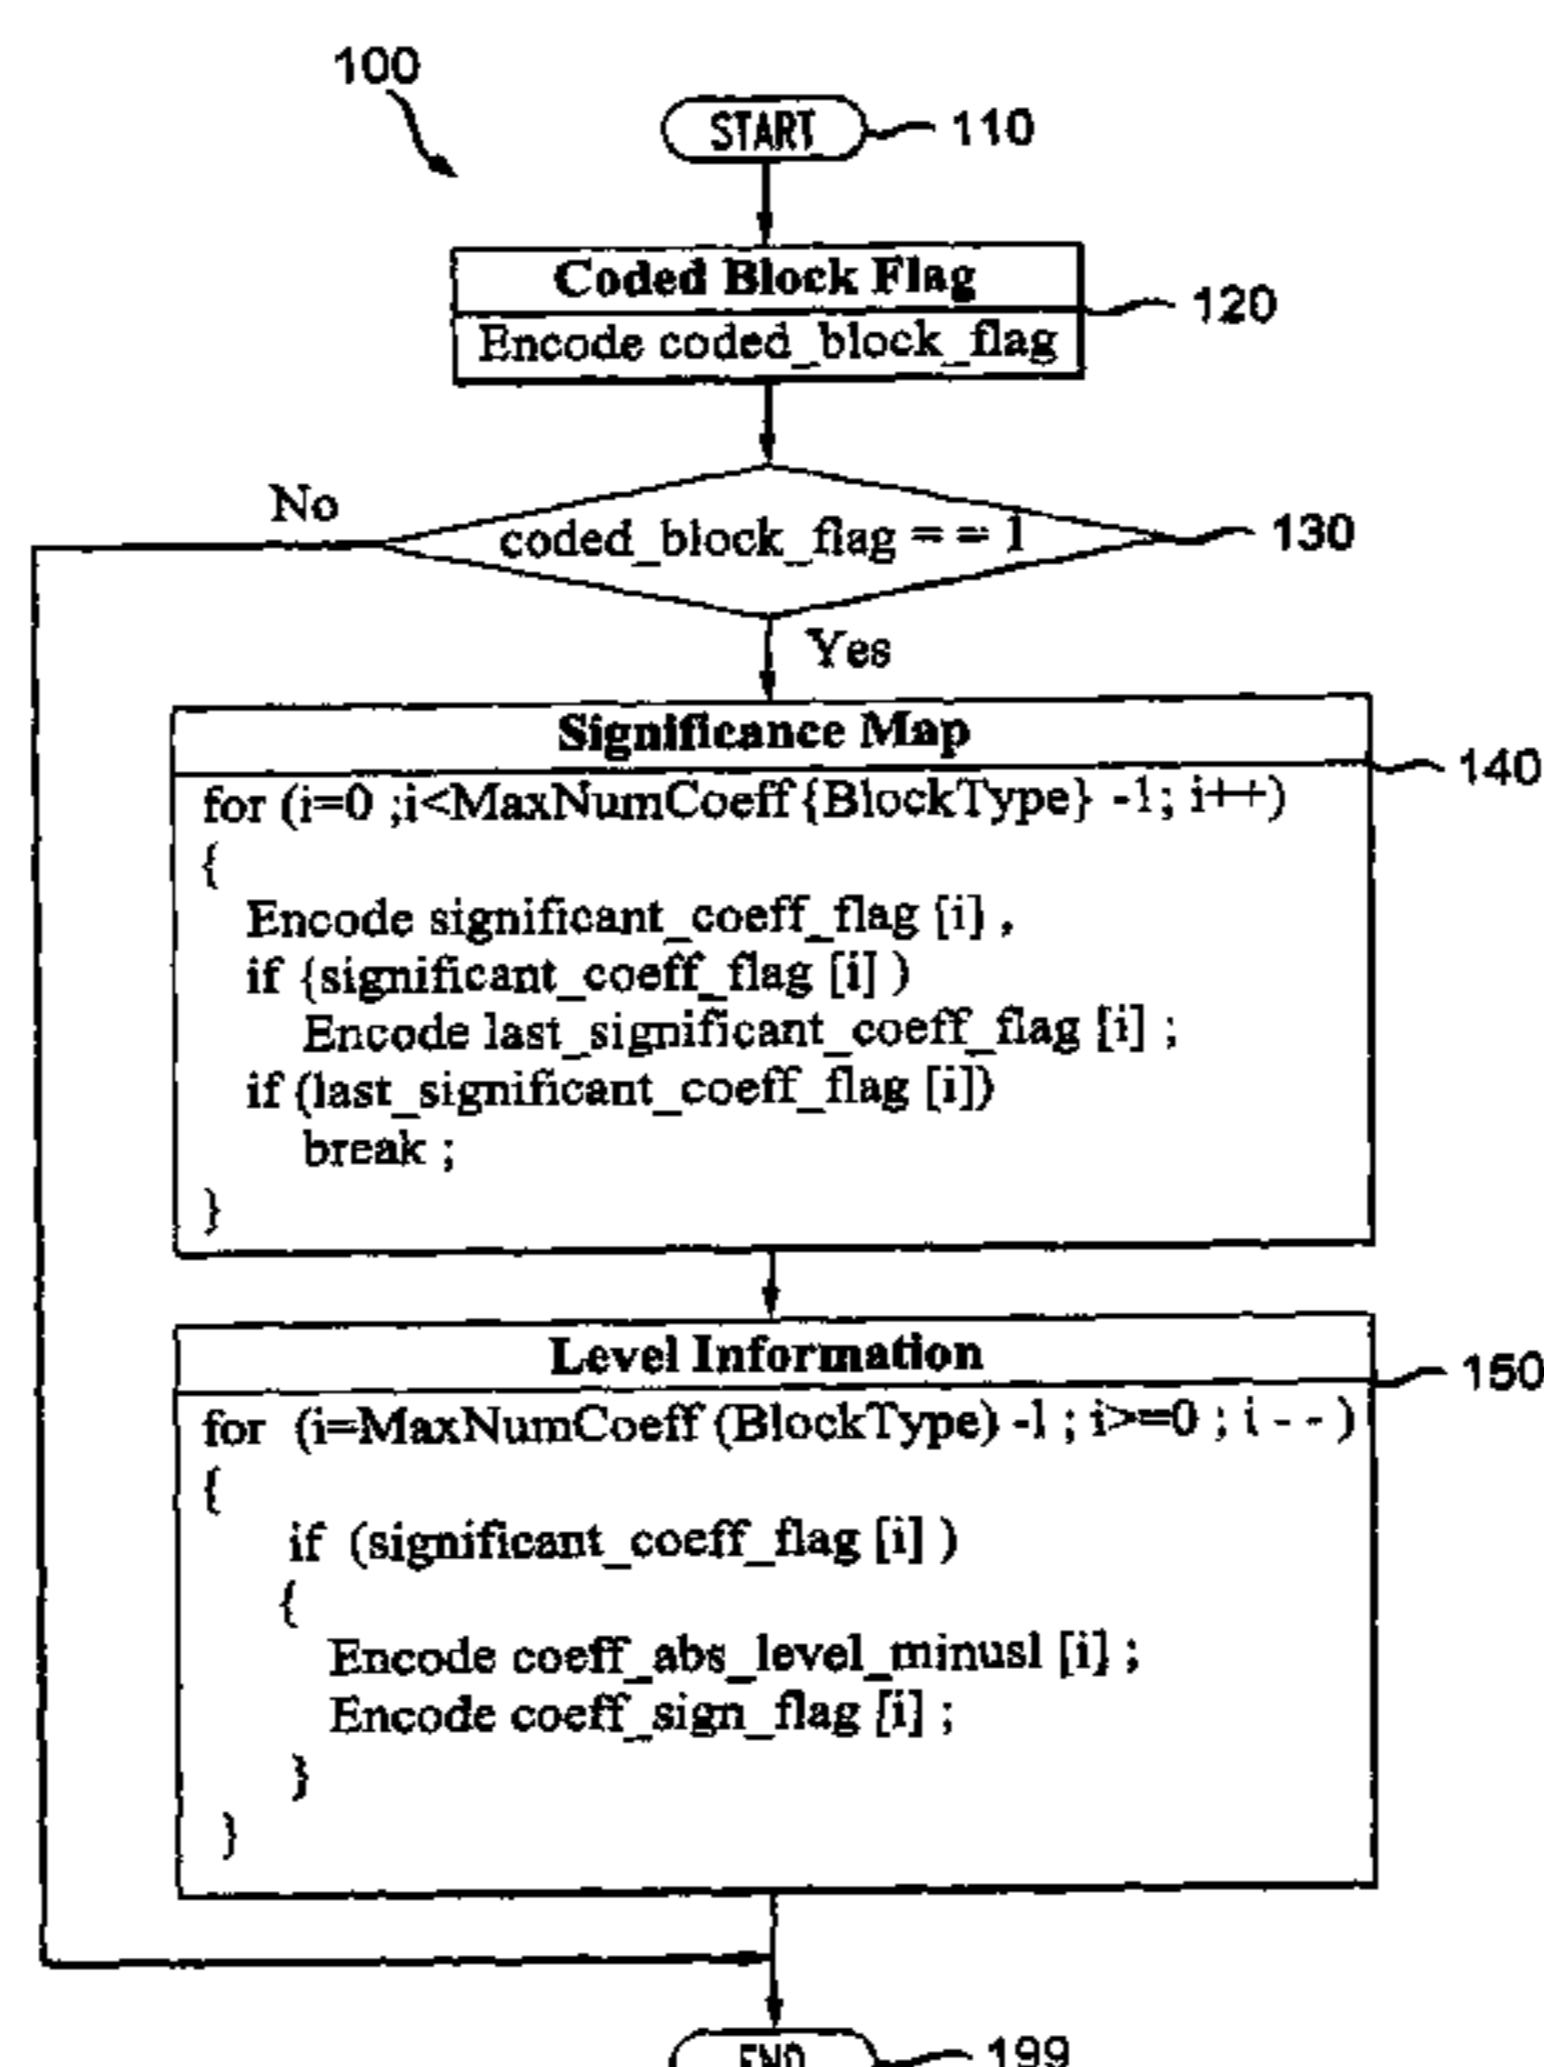 100
START 110
Coded Block Flag
120
Encode coded_block_flag
No
coded_block_flag = = 1 130
Yes
Significance Map
140
for (i=0 ;i<MaxNumCoeff {BlockType} -1; i++)
{
Encode significant_coeff_flag [i] ,
if {significant_coeff_flag [i] )
Encode last_significant_coeff_flag [i] ;
if (last_significant_coeff_flag [i])
break ;
}
Level Information
150
for (i=MaxNumCoeff (BlockType) -1 ; i>=0 ; i - - )
{
if (significant_coeff_flag [i] )
{
Encode coeff_abs_level_minusl [i] ;
Encode coeff_sign_flag [i] ;
}
}
END 199